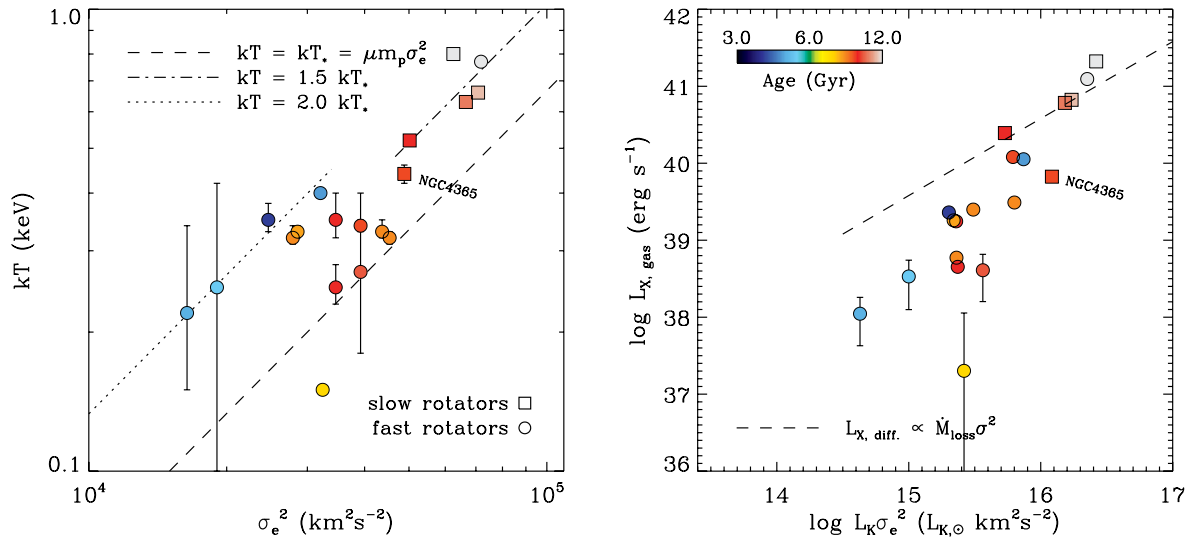 1.0
kT = kT* = μmpσe²
kT = 1.5 kT*
kT = 2.0 kT*
NGC4365
kT (keV)
slow rotators
fast rotators
0.1
10⁴
10⁵
σe² (km²s⁻²)
42
3.0 6.0 12.0
Age (Gyr)
41
40
NGC4365
39
38
37
36
log LX, gas (erg s⁻¹)
LX, diff. ∝ Ṁlossσ²
14
15
16
17
log LKσe² (LK,⊙ km²s⁻²)